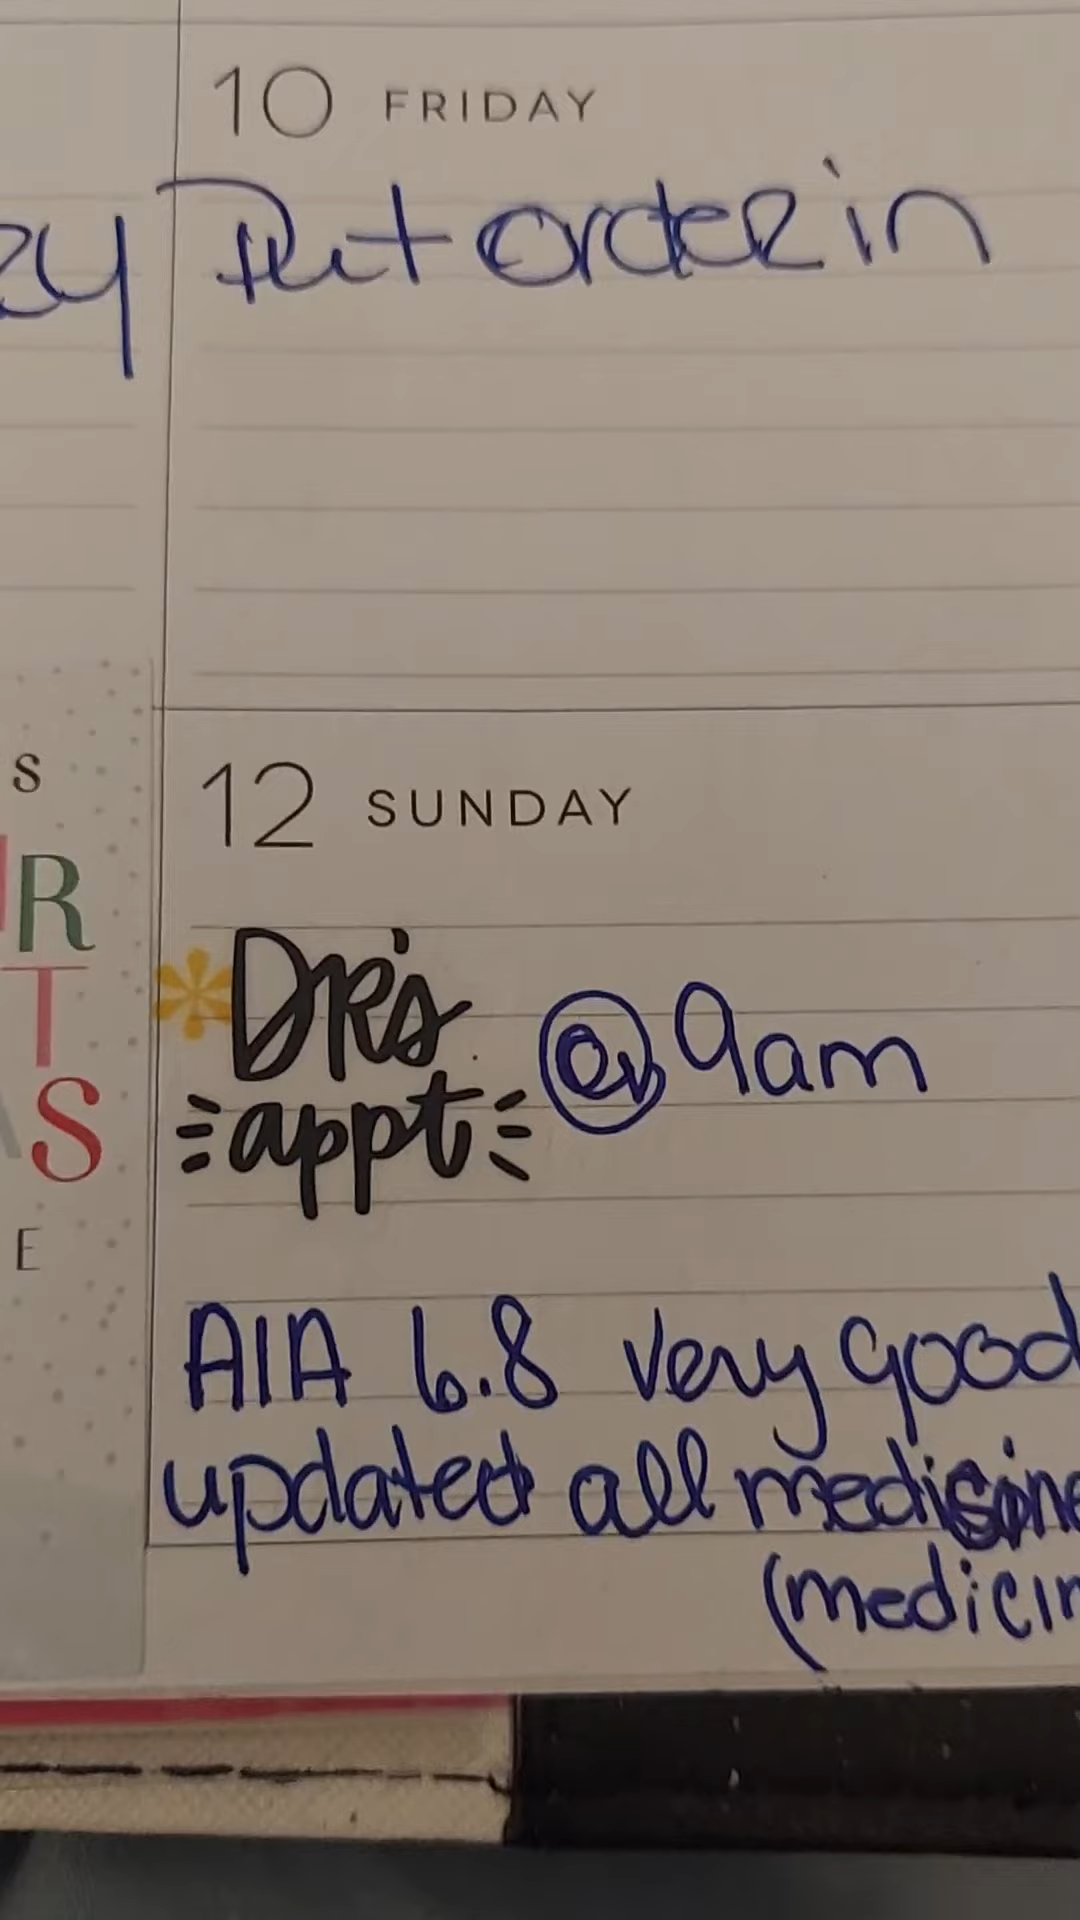 10 FRIDAY
Put order in
S
R
T
S
E
12 SUNDAY
*DR's
appt @ 9am
A1A 6.8 very good
updated all medisine
(medicin